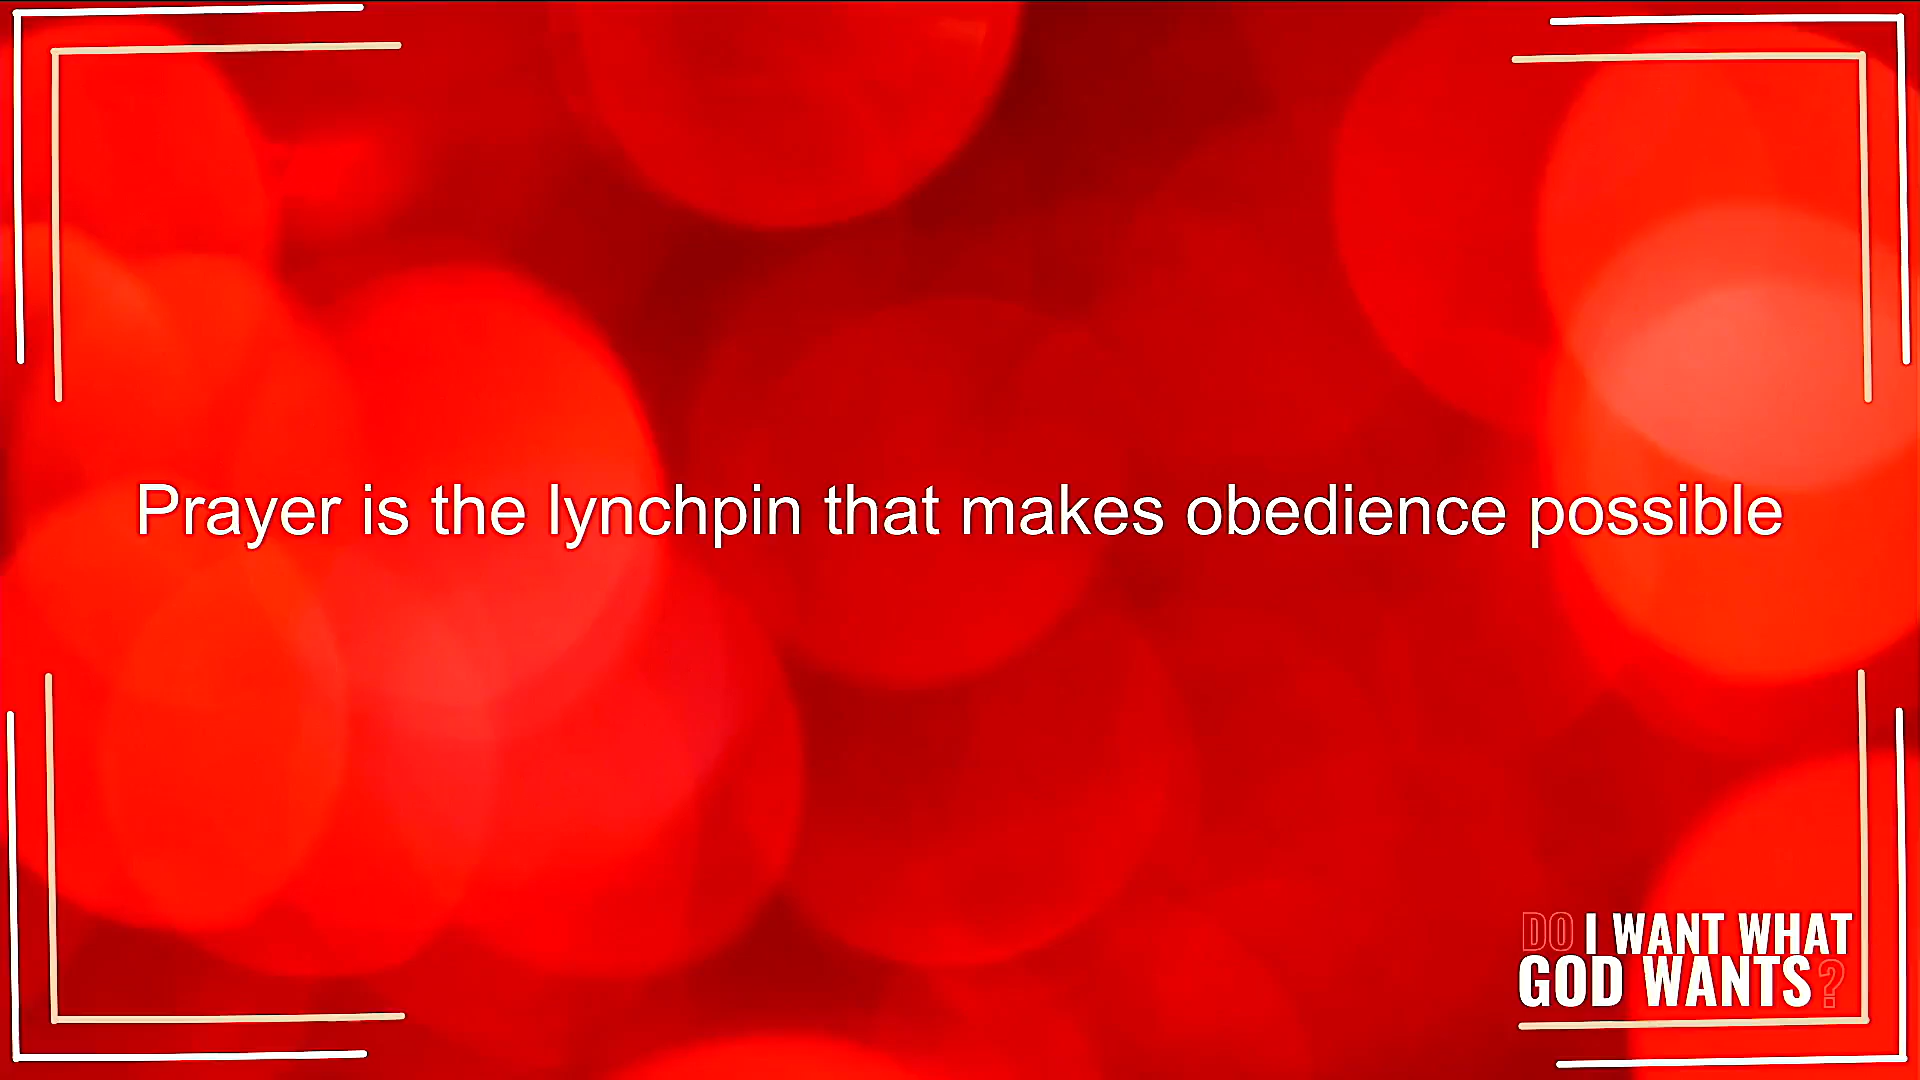 Prayer is the lynchpin that makes obedience possible
DO I WANT WHAT
GOD WANTS?